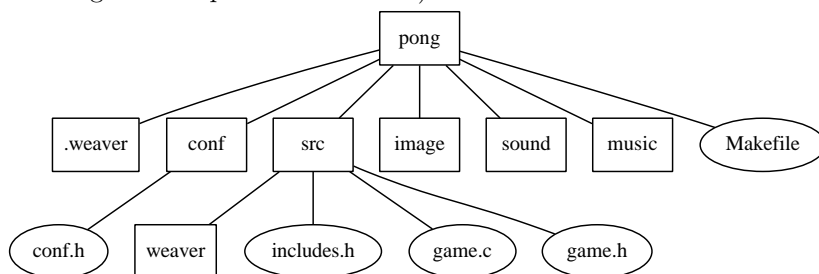 pong
.weaver conf src image sound music Makefile
conf.h weaver includes.h game.c game.h